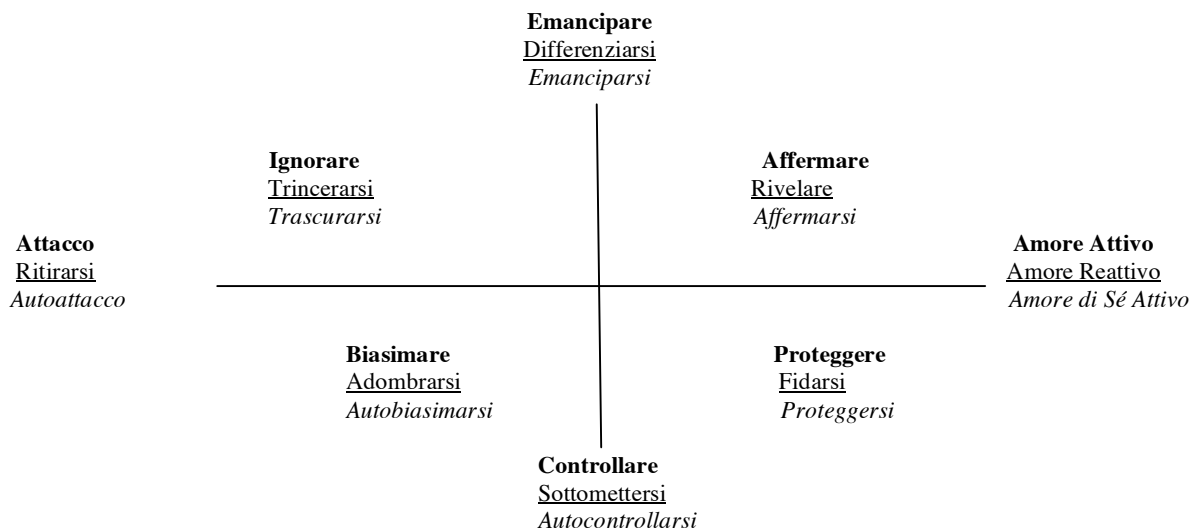 Emancipare
Differenziarsi
Emanciparsi
Ignorare
Trincerarsi
Trascurarsi
Affermare
Rivelare
Affermarsi
Attacco
Ritirarsi
Autoattacco
Amore Attivo
Amore Reattivo
Amore di Sé Attivo
Biasimare
Adombrarsi
Autobiasimarsi
Proteggere
Fidarsi
Proteggersi
Controllare
Sottomettersi
Autocontrollarsi